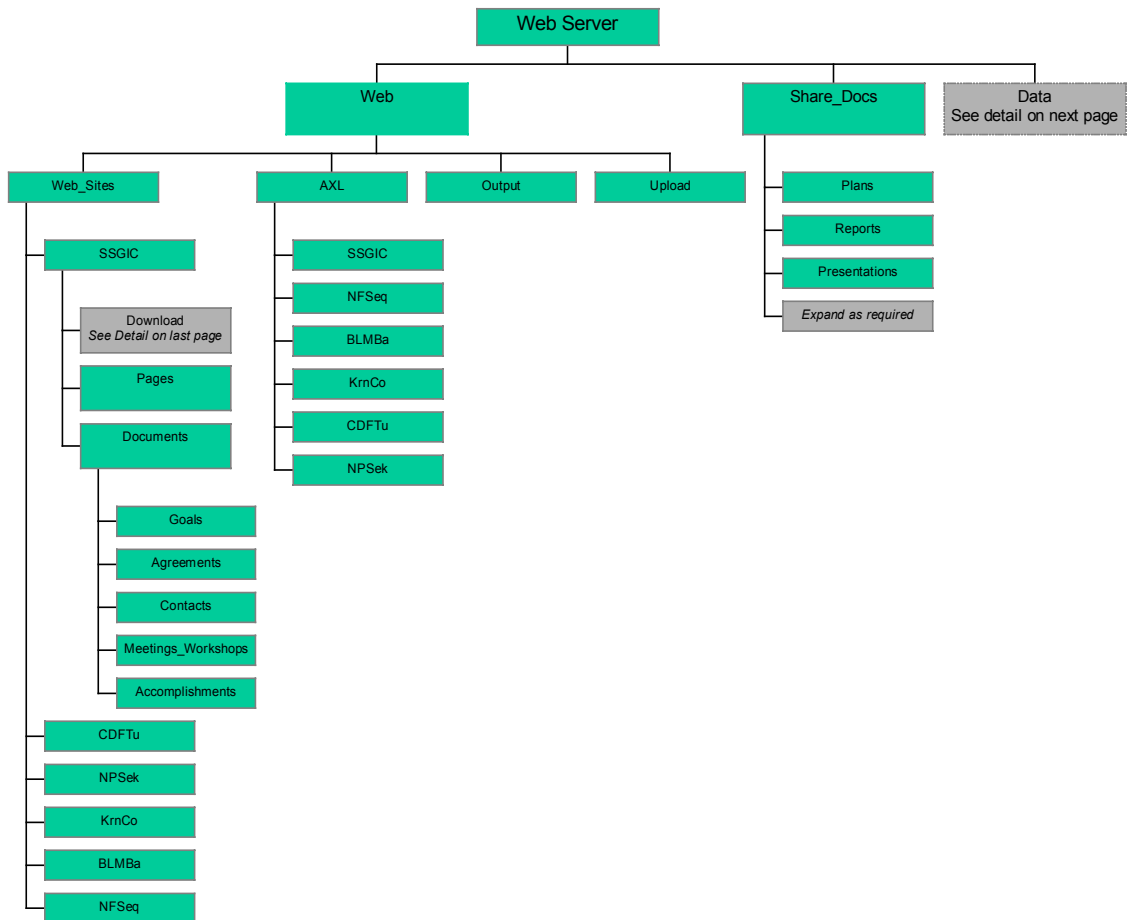 Web Server
Web
Share_Docs
Data
See detail on next page
Web_Sites
AXL
Output
Upload
Plans
Reports
Presentations
Expand as required
SSGIC
Download
See Detail on last page
Pages
Documents
Goals
Agreements
Contacts
Meetings_Workshops
Accomplishments
CDFTu
NPSek
KrnCo
BLMBa
NFSeq
SSGIC
NFSeq
BLMBa
KrnCo
CDFTu
NPSek